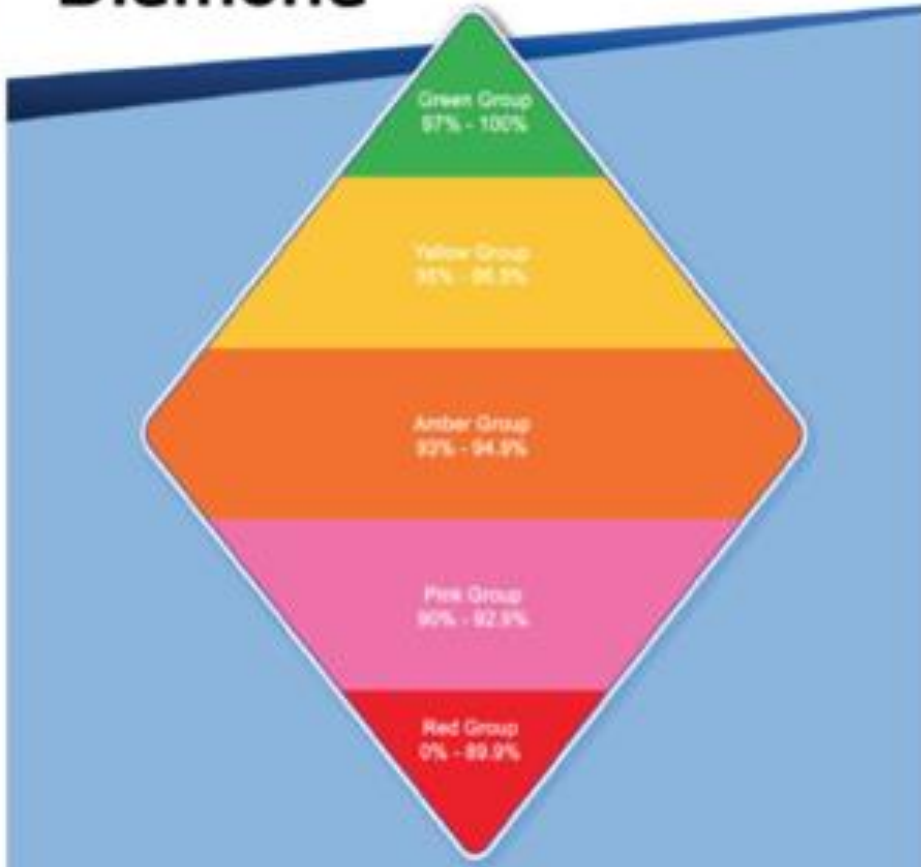 Green Group
97% - 100%
Yellow Group
95% - 96.9%
Amber Group
93% - 94.9%
Pink Group
90% - 92.9%
Red Group
0% - 89.9%